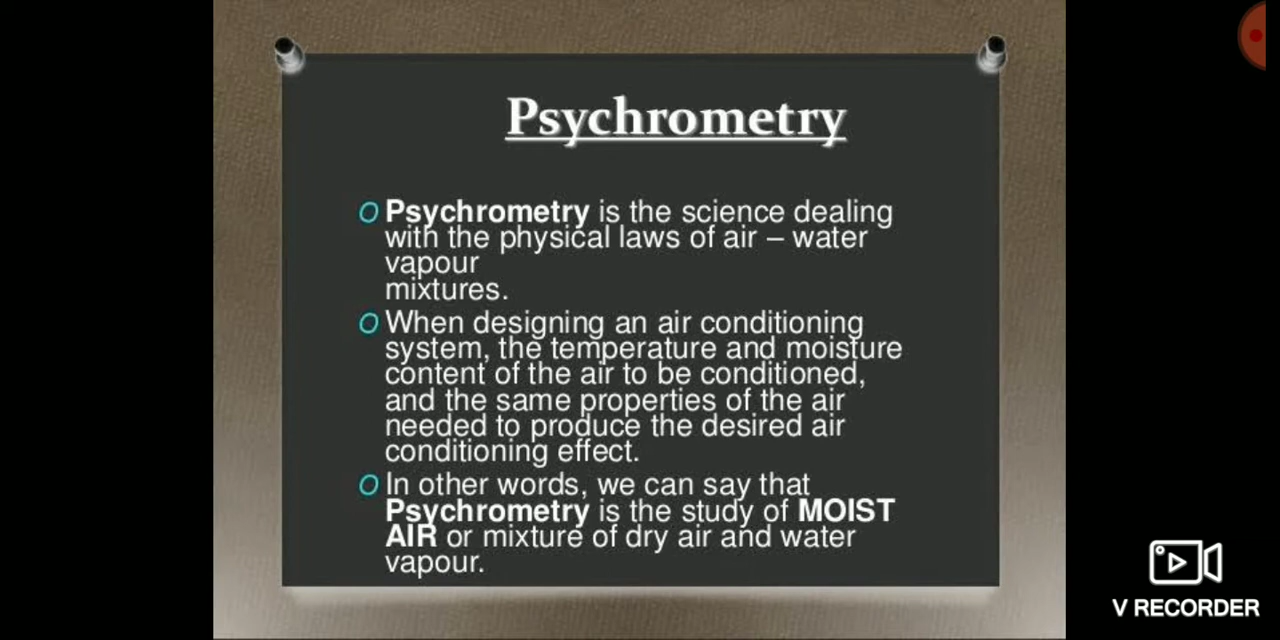 Psychrometry
O Psychrometry is the science dealing
with the physical laws of air – water
vapour
mixtures.
O When designing an air conditioning
system, the temperature and moisture
content of the air to be conditioned,
and the same properties of the air
needed to produce the desired air
conditioning effect.
O In other words, we can say that
Psychrometry is the study of MOIST
AIR or mixture of dry air and water
vapour.
V RECORDER